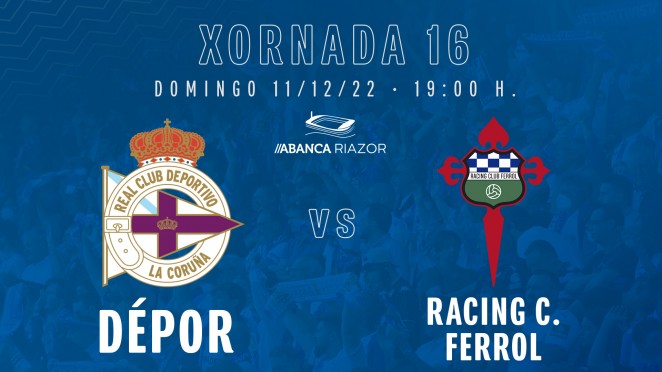 XORNADA 16
DOMINGO 11/12/22 · 19:00 H.
//ABANCA RIAZOR
REAL CLUB DEPORTIVO
LA CORUÑA
VS
RACING CLUB FERROL
DÉPOR
RACING C.
FERROL